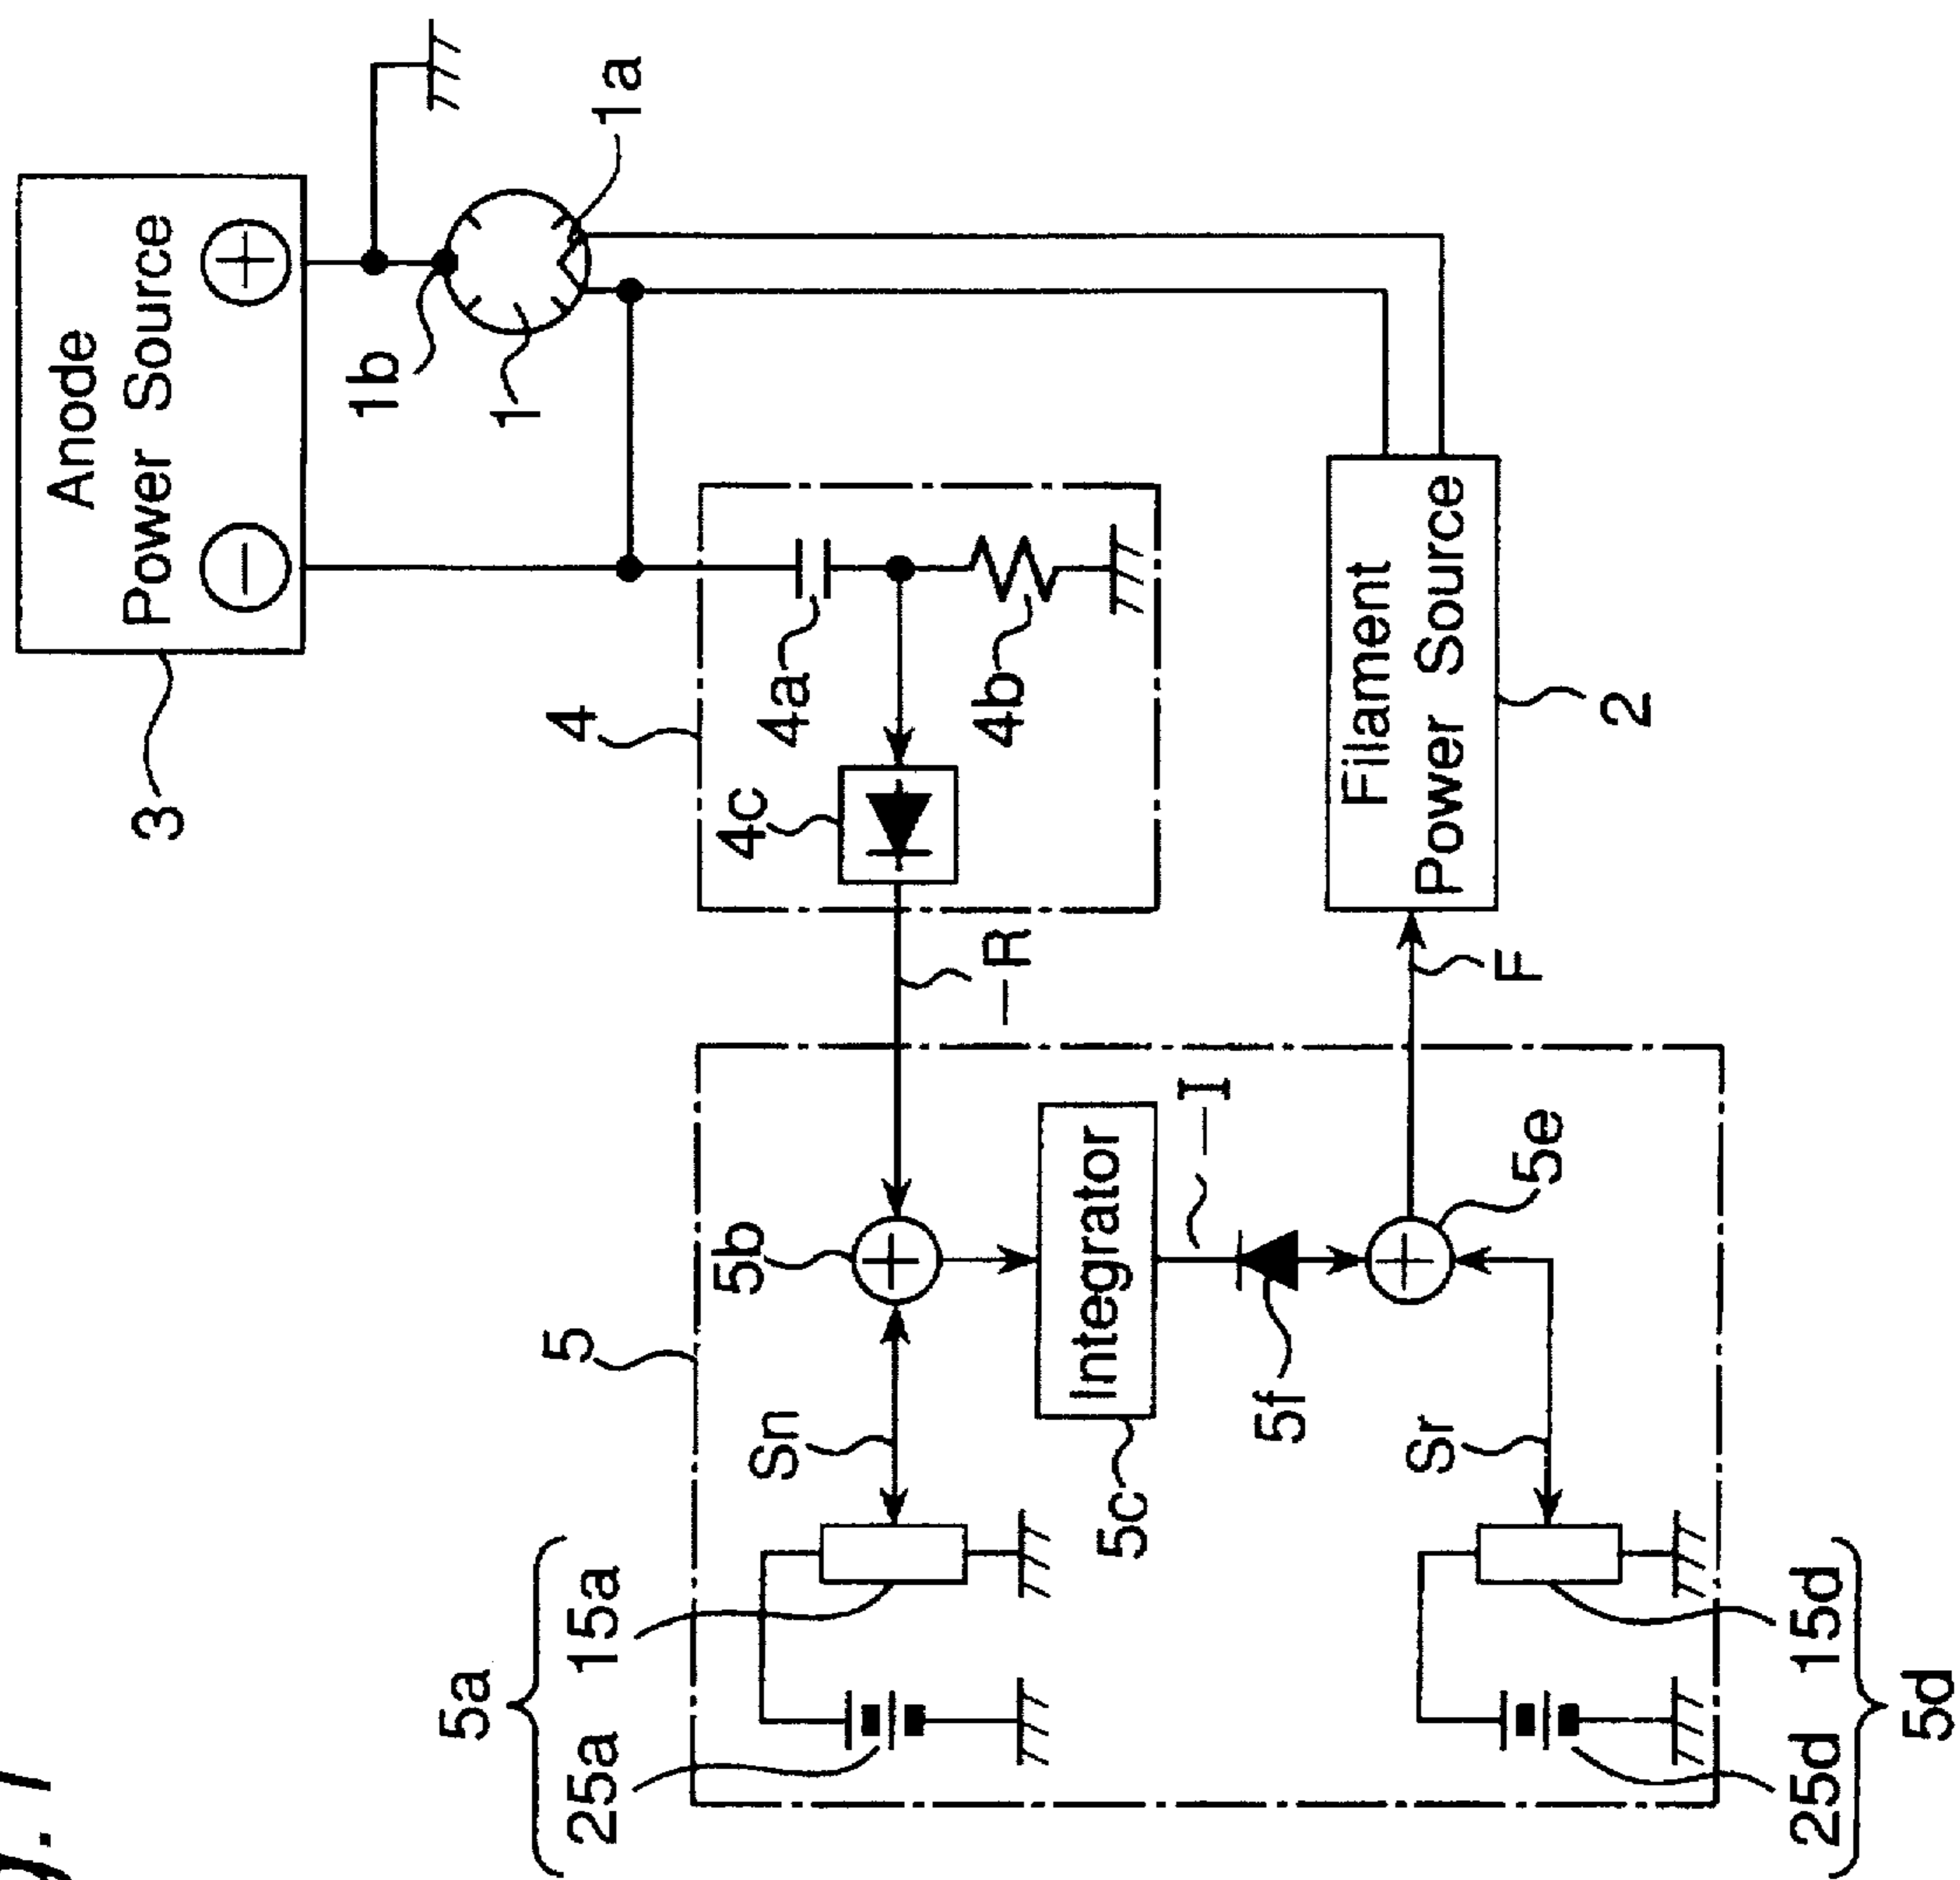 Anode
Power Source
3
1b
1
1a
5a
25a 15a
5
4
5b
4c
Sn
4a
−R
4b
Integrator
5c
−I
5f
Filament
Power Source
Sr
F
5e
2
25d 15d
5d